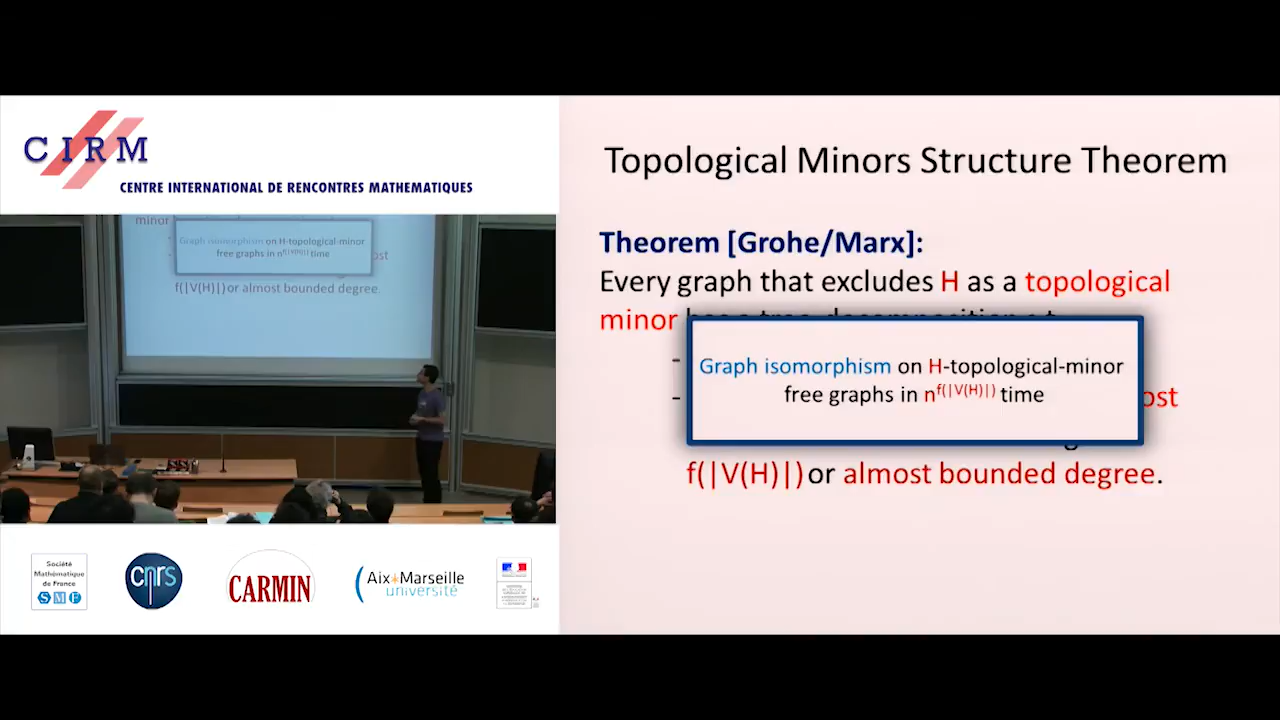 CIRM
CENTRE INTERNATIONAL DE RENCONTRES MATHEMATIQUES
minor
Graph isomorphism on H-topological-minor
free graphs in n^f(|V(H)|) time
f(|V(H)|) or almost bounded degree.
Société
Mathématique
de France
SMF
cnrs
CARMIN
Aix*Marseille
université
Topological Minors Structure Theorem
Theorem [Grohe/Marx]:
Every graph that excludes H as a topological
minor
-
Graph isomorphism on H-topological-minor
-
free graphs in n^f(|V(H)|) time
f(|V(H)|) or almost bounded degree.